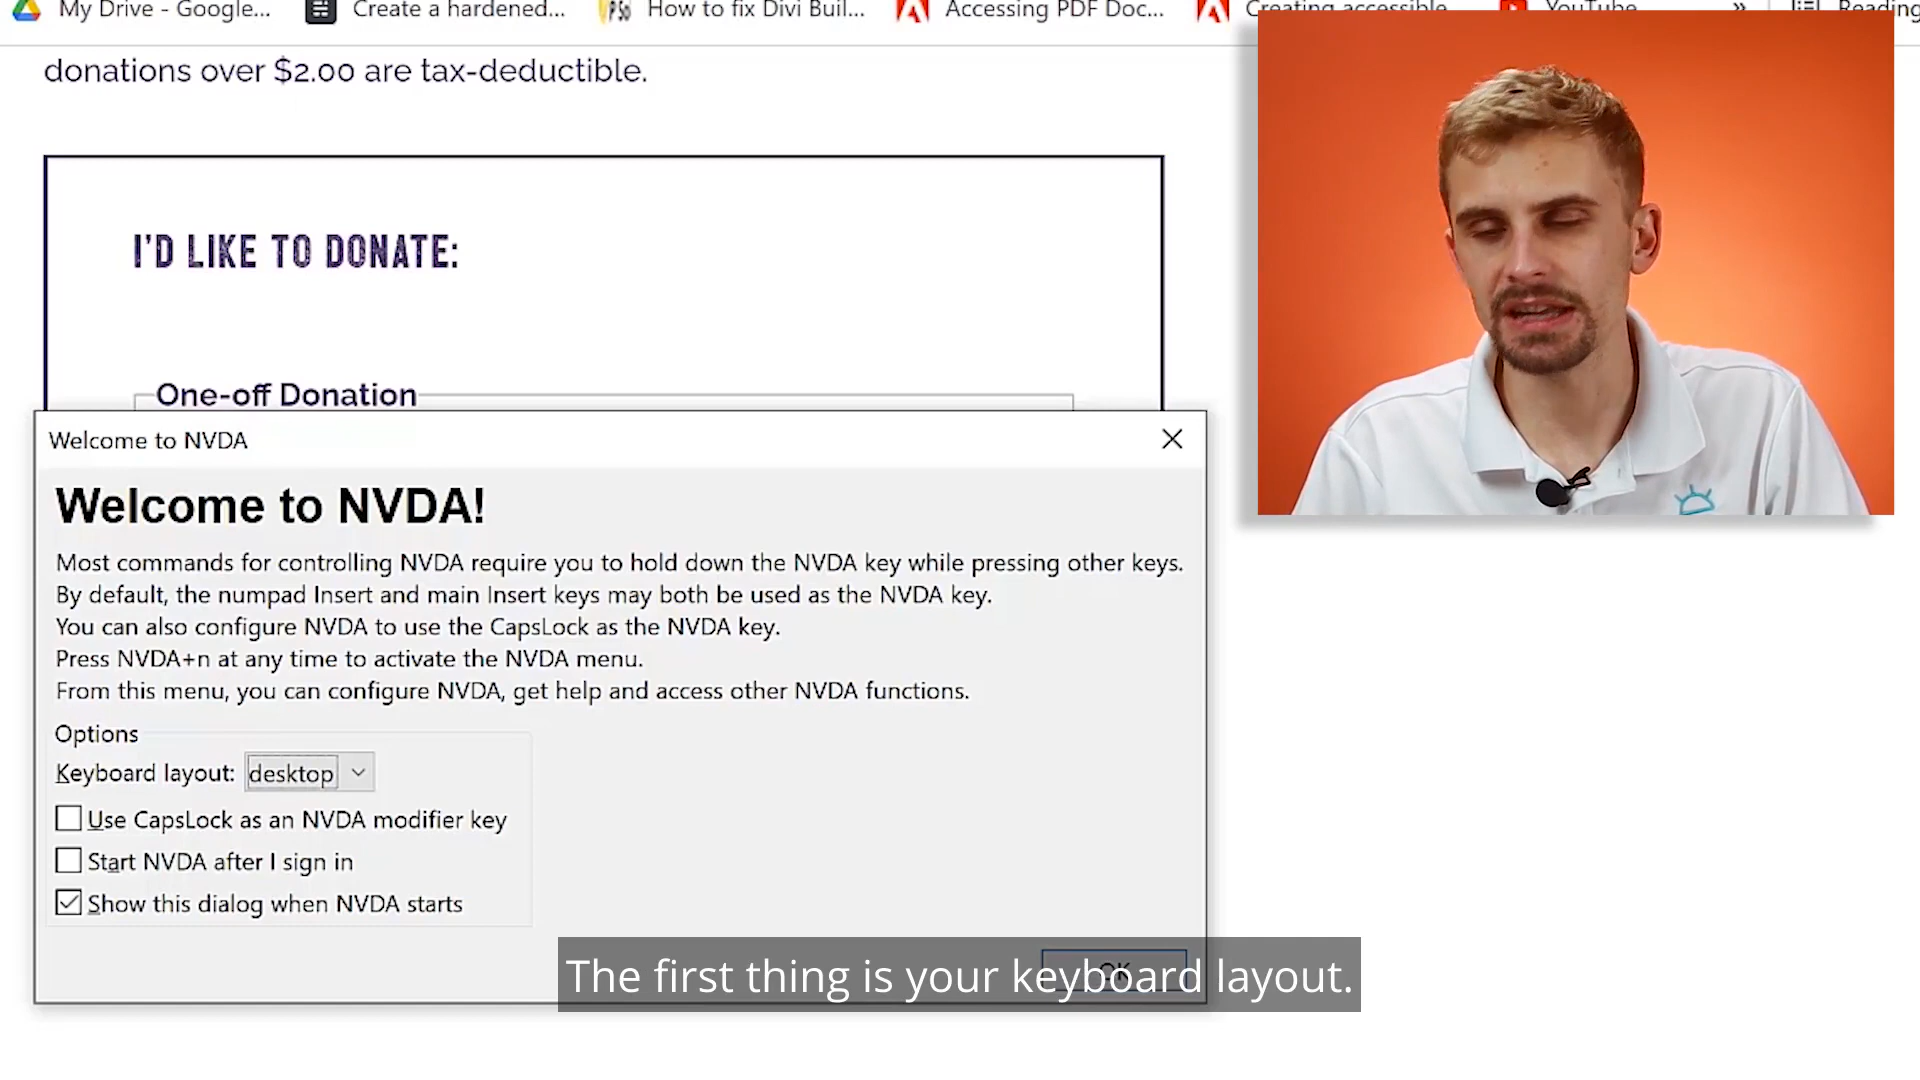 My Drive - Google...
Create a hardened...
How to fix Divi Buil...
Accessing PDF Doc...
Creating accessible
YouTube
»
Reading
donations over $2.00 are tax-deductible.
I'D LIKE TO DONATE:
One-off Donation
Welcome to NVDA
Welcome to NVDA!
Most commands for controlling NVDA require you to hold down the NVDA key while pressing other keys.
By default, the numpad Insert and main Insert keys may both be used as the NVDA key.
You can also configure NVDA to use the CapsLock as the NVDA key.
Press NVDA+n at any time to activate the NVDA menu.
From this menu, you can configure NVDA, get help and access other NVDA functions.
Options
Keyboard layout: desktop
Use CapsLock as an NVDA modifier key
Start NVDA after I sign in
Show this dialog when NVDA starts
OK
The first thing is your keyboard layout.